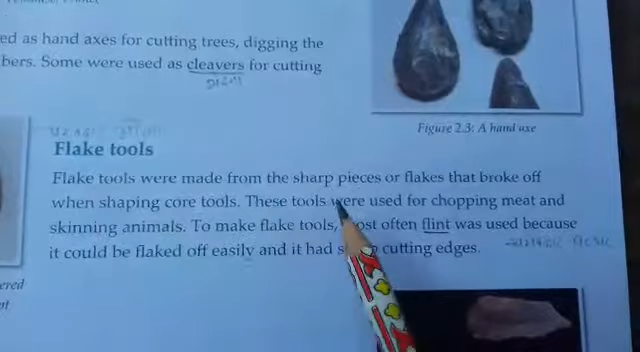 ed as hand axes for cutting trees, digging the
bers. Some were used as cleavers for cutting
Figure 2.3: A hand axe
Flake tools
Flake tools were made from the sharp pieces or flakes that broke off
when shaping core tools. These tools were used for chopping meat and
skinning animals. To make flake tools, most often flint was used because
it could be flaked off easily and it had cutting edges.
ered